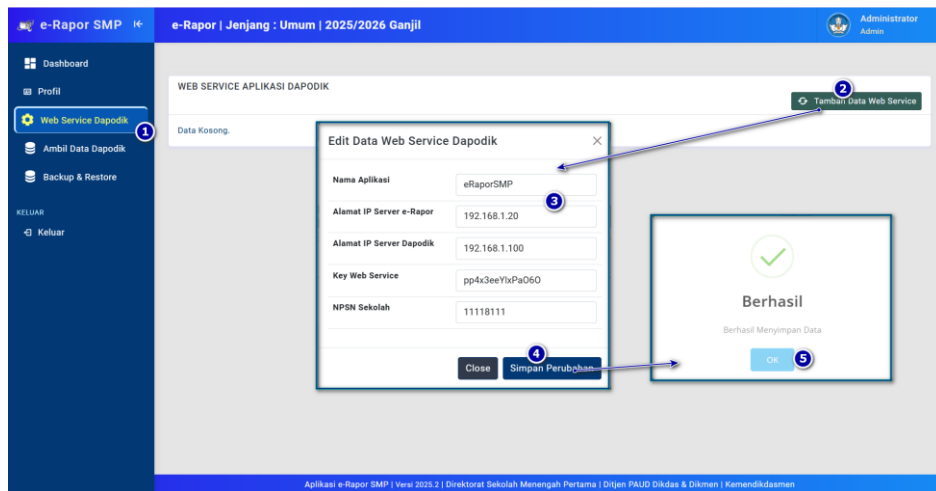 e-Rapor SMP
e-Rapor | Jenjang : Umum | 2025/2026 Ganjil
Administrator
Admin
Dashboard
Profil
Web Service Dapodik
1
Ambil Data Dapodik
Backup & Restore
KELUAR
Keluar
WEB SERVICE APLIKASI DAPODIK
2
Tambah Data Web Service
Data Kosong.
Edit Data Web Service Dapodik
Nama Aplikasi
eRaporSMP
3
Alamat IP Server e-Rapor
192.168.1.20
Alamat IP Server Dapodik
192.168.1.100
Key Web Service
pp4x3eeYlxPaO6O
NPSN Sekolah
11118111
4
Close
Simpan Perubahan
Berhasil
Berhasil Menyimpan Data
OK
5
Aplikasi e-Rapor SMP | Versi 2025.2 | Direktorat Sekolah Menengah Pertama | Ditjen PAUD Dikdas & Dikmen | Kemendikdasmen